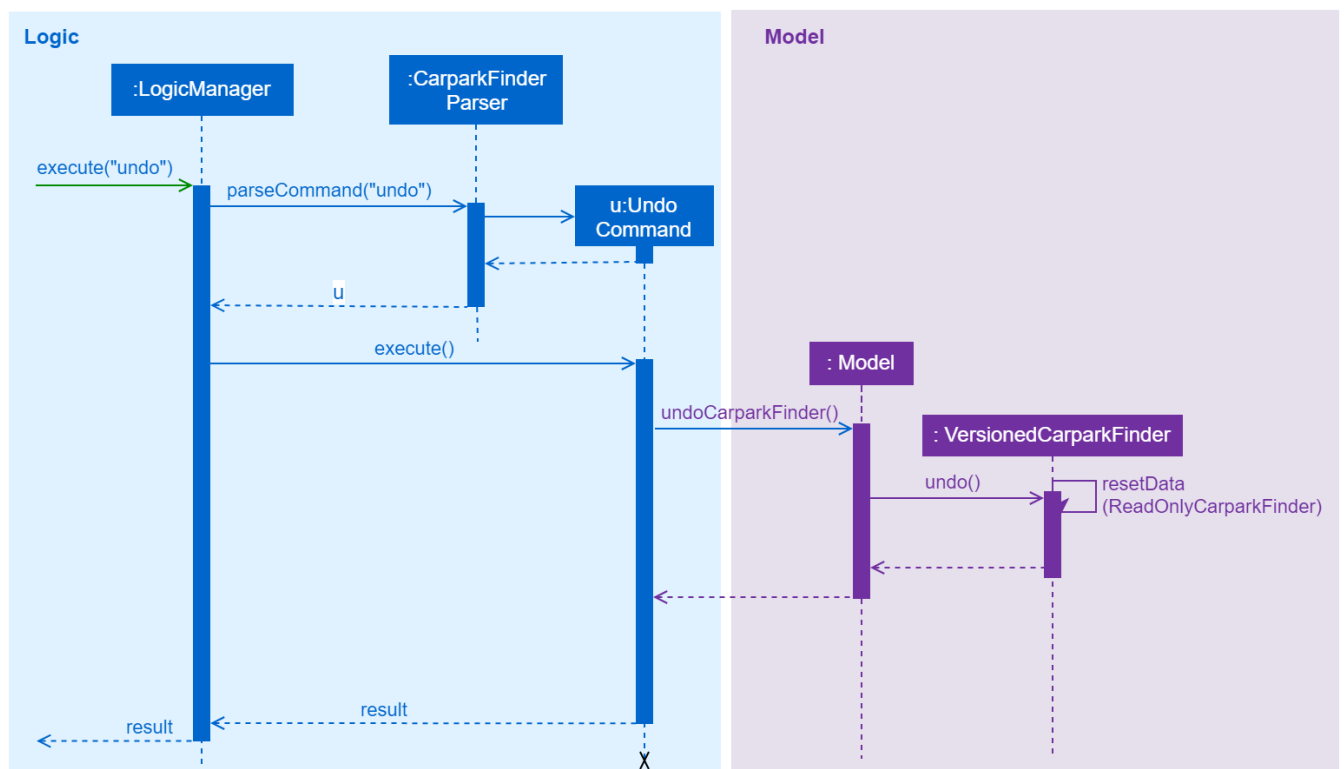 Logic
Model
:LogicManager
:CarparkFinder
Parser
execute("undo")
parseCommand("undo")
u:Undo
Command
u
execute()
: Model
undoCarparkFinder()
: VersionedCarparkFinder
undo()
resetData
(ReadOnlyCarparkFinder)
result
result
X